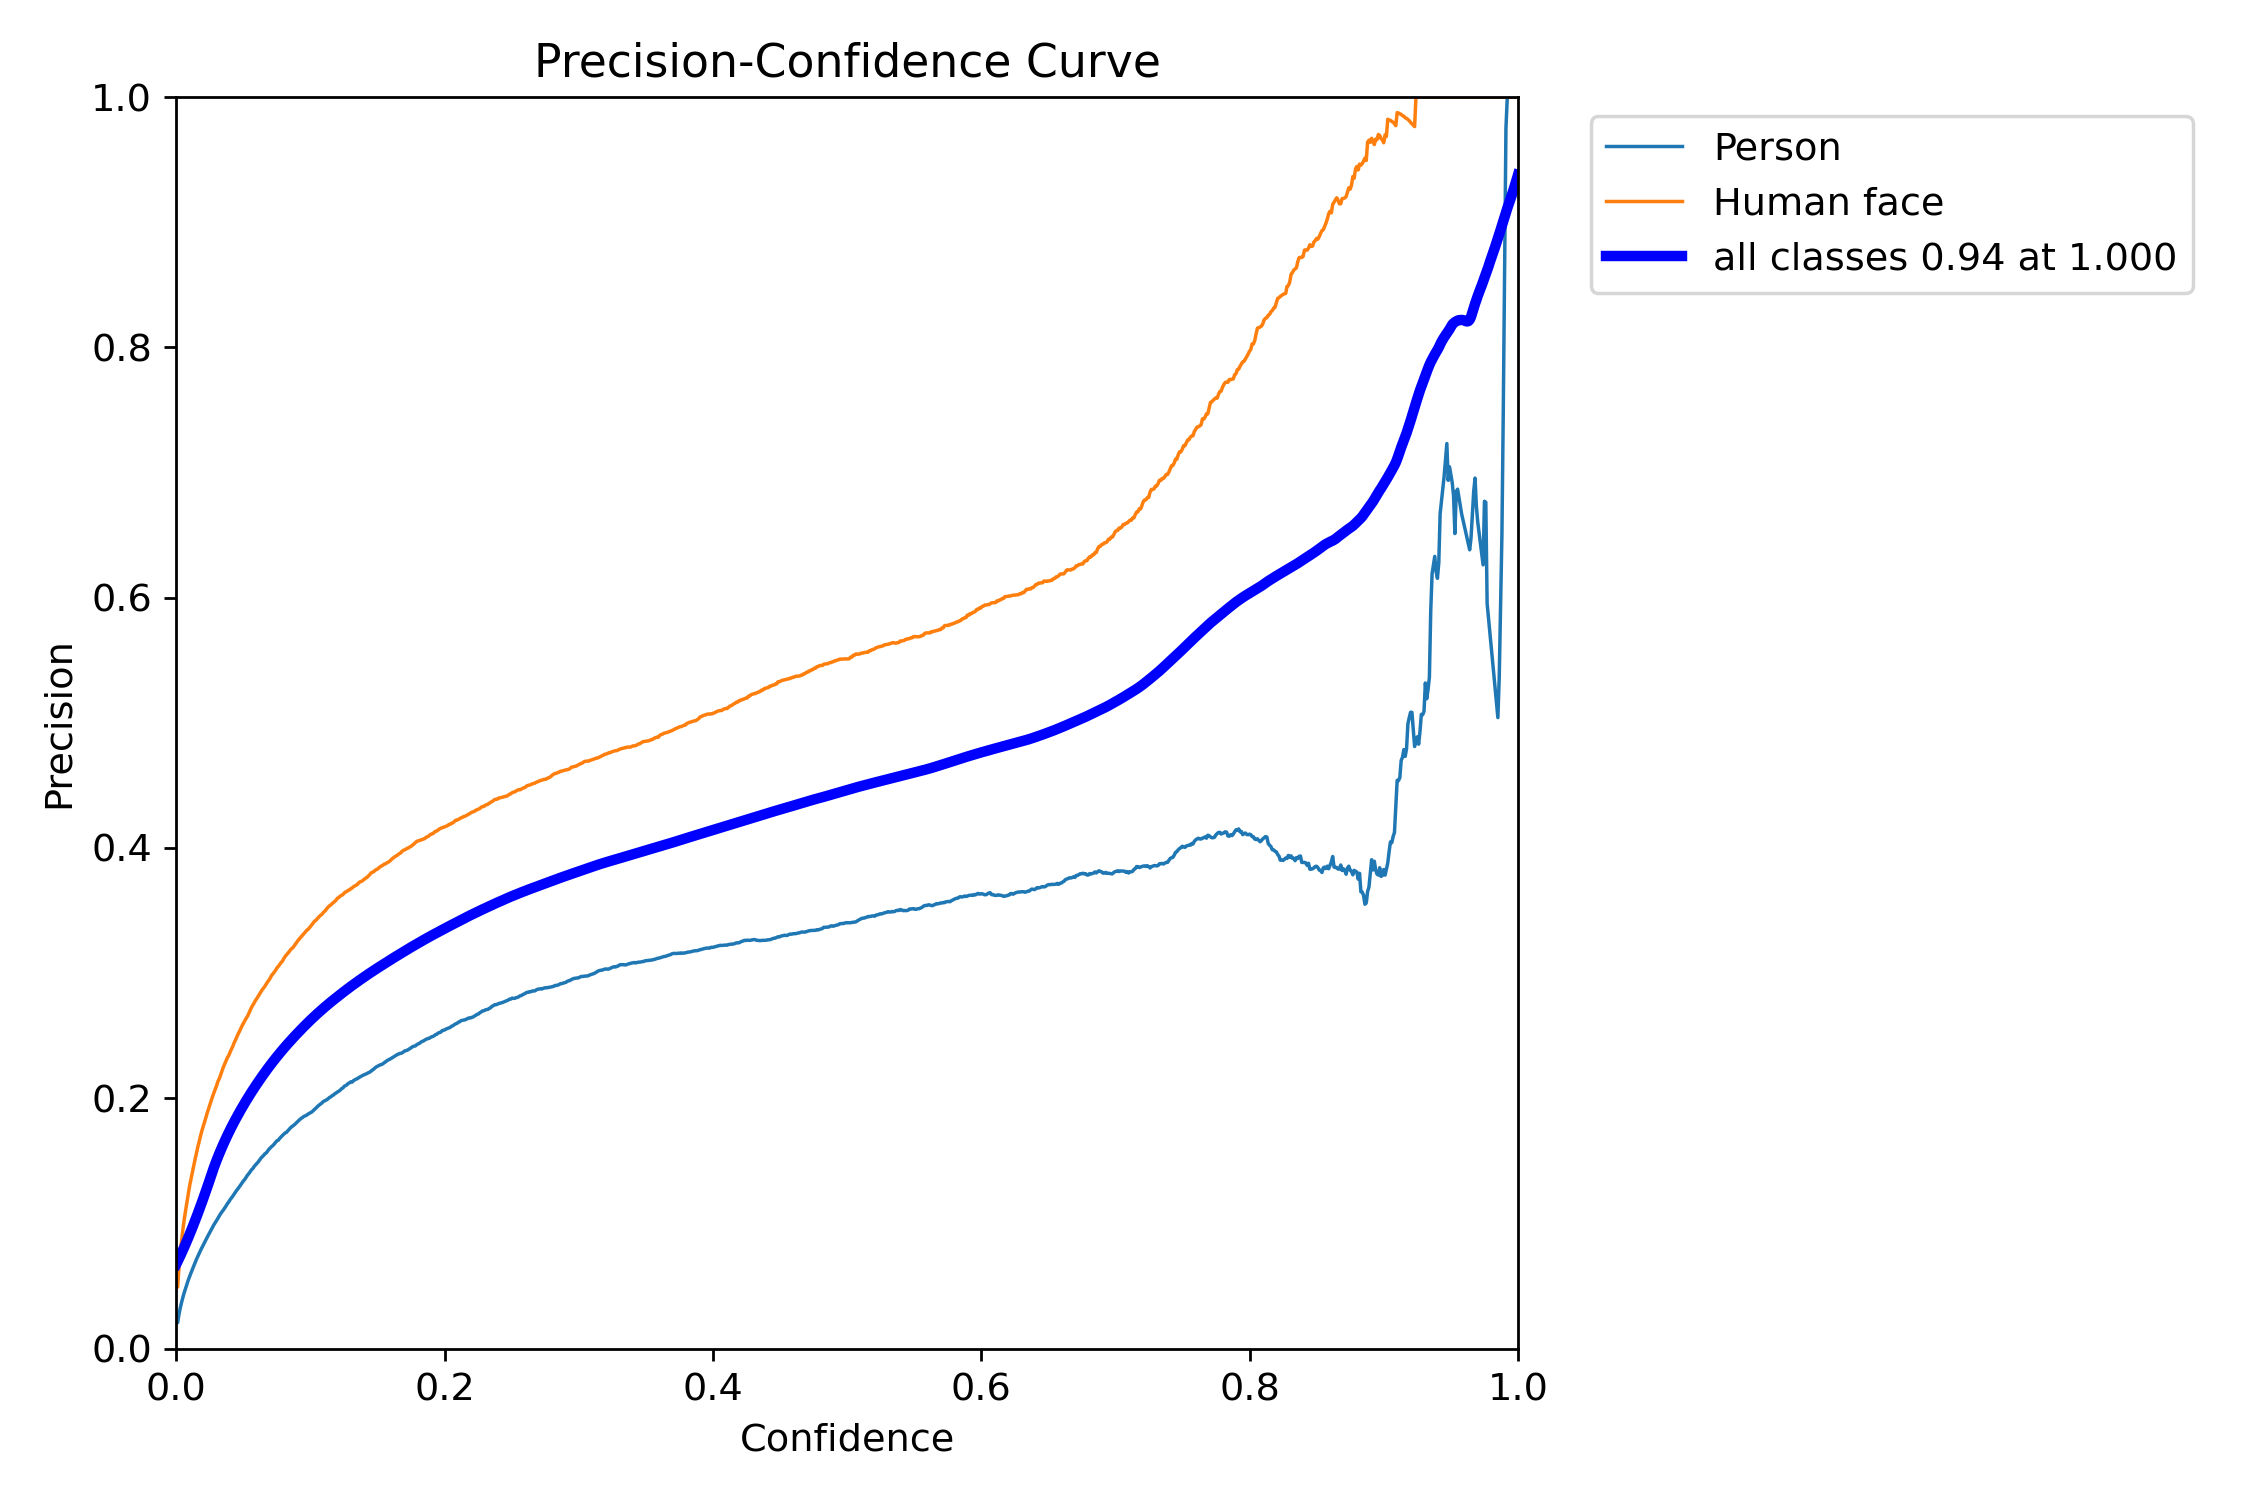 Precision-Confidence Curve
1.0
0.8
0.6
0.4
0.2
0.0
Precision
0.0 0.2 0.4 0.6 0.8 1.0
Confidence
Person
Human face
all classes 0.94 at 1.000